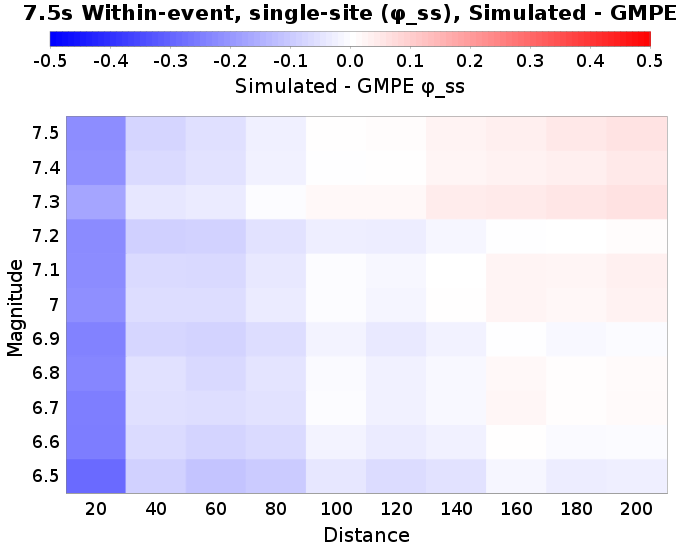 7.5s Within-event, single-site (φ_ss), Simulated - GMPE
-0.5 -0.4 -0.3 -0.2 -0.1 0.0 0.1 0.2 0.3 0.4 0.5
Simulated - GMPE φ_ss
Magnitude
7.5
7.4
7.3
7.2
7.1
7
6.9
6.8
6.7
6.6
6.5
20 40 60 80 100 120 140 160 180 200
Distance